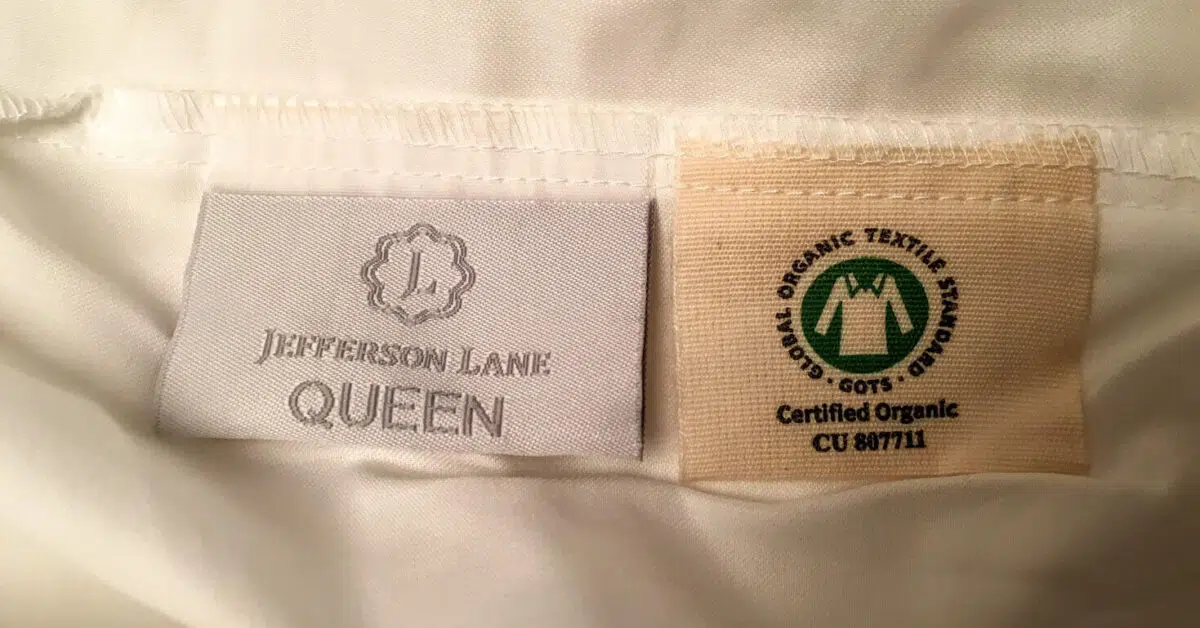 L
JEFFERSON LANE
QUEEN
GLOBAL ORGANIC TEXTILE STANDARD
· GOTS ·
Certified Organic
CU 807711